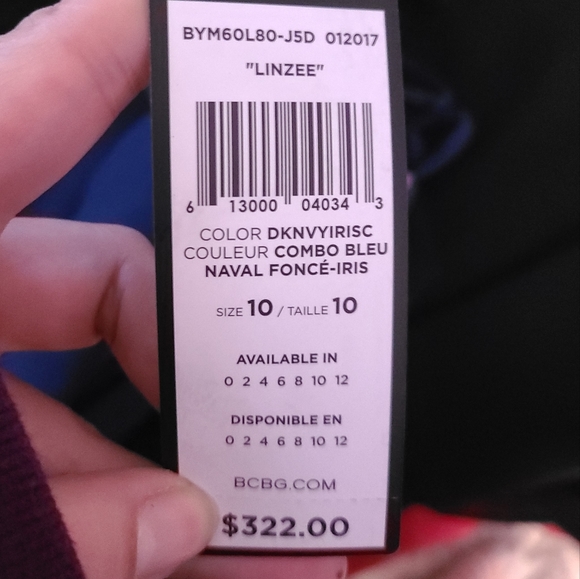 BYM60L80-J5D 012017
"LINZEE"
6 13000 04034 3
COLOR DKNVYIRISC
COULEUR COMBO BLEU
NAVAL FONCÉ-IRIS
SIZE 10 / TAILLE 10
AVAILABLE IN
0 2 4 6 8 10 12
DISPONIBLE EN
0 2 4 6 8 10 12
BCBG.COM
$322.00